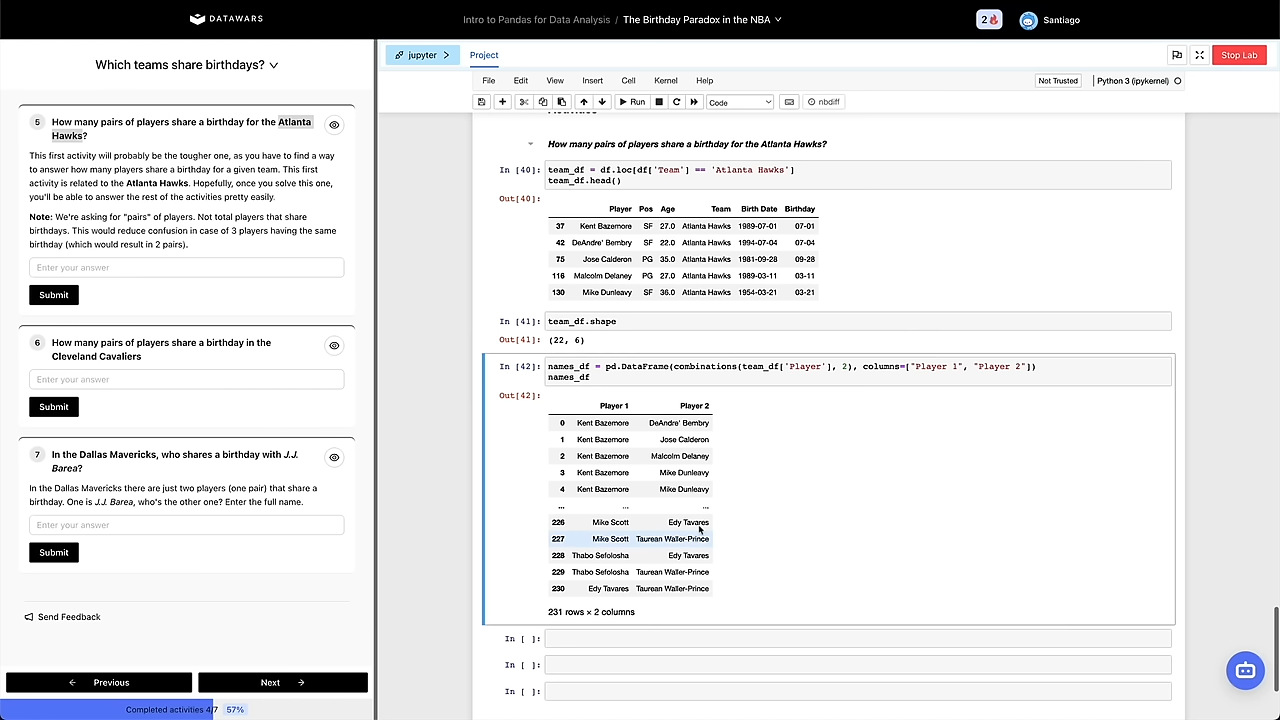 DATAWARS
Intro to Pandas for Data Analysis / The Birthday Paradox in the NBA
2
Santiago
Which teams share birthdays?
5 How many pairs of players share a birthday for the Atlanta
Hawks?
This first activity will probably be the tougher one, as you have to find a way
to answer how many players share a birthday for a given team. This first
activity is related to the Atlanta Hawks. Hopefully, once you solve this one,
you'll be able to answer the rest of the activities pretty easily.
Note: We're asking for "pairs" of players. Not total players that share
birthdays. This would reduce confusion in case of 3 players having the same
birthday (which would result in 2 pairs).
Enter your answer
Submit
6 How many pairs of players share a birthday in the
Cleveland Cavaliers
Enter your answer
Submit
7 In the Dallas Mavericks, who shares a birthday with J.J.
Barea?
In the Dallas Mavericks there are just two players (one pair) that share a
birthday. One is J.J. Barea, who's the other one? Enter the full name.
Enter your answer
Submit
Send Feedback
← Previous
Next →
Completed activities 4/7 57%
jupyter
Project
Stop Lab
File Edit View Insert Cell Kernel Help
Not Trusted
Python 3 (ipykernel)
Run
Code
nbdiff
How many pairs of players share a birthday for the Atlanta Hawks?
In [40]: team_df = df.loc[df['Team'] == 'Atlanta Hawks']
team_df.head()
Out[40]:
Player Pos Age Team Birth Date Birthday
37 Kent Bazemore SF 27.0 Atlanta Hawks 1989-07-01 07-01
42 DeAndre' Bembry SF 22.0 Atlanta Hawks 1994-07-04 07-04
75 Jose Calderon PG 35.0 Atlanta Hawks 1981-09-28 09-28
116 Malcolm Delaney PG 27.0 Atlanta Hawks 1989-03-11 03-11
130 Mike Dunleavy SF 36.0 Atlanta Hawks 1954-03-21 03-21
In [41]: team_df.shape
Out[41]: (22, 6)
In [42]: names_df = pd.DataFrame(combinations(team_df['Player'], 2), columns=["Player 1", "Player 2"])
names_df
Out[42]:
Player 1 Player 2
0 Kent Bazemore DeAndre' Bembry
1 Kent Bazemore Jose Calderon
2 Kent Bazemore Malcolm Delaney
3 Kent Bazemore Mike Dunleavy
4 Kent Bazemore Mike Dunleavy
... ... ...
226 Mike Scott Edy Tavares
227 Mike Scott Taurean Waller-Prince
228 Thabo Sefolosha Edy Tavares
229 Thabo Sefolosha Taurean Waller-Prince
230 Edy Tavares Taurean Waller-Prince
231 rows × 2 columns
In [ ]:
In [ ]:
In [ ]: